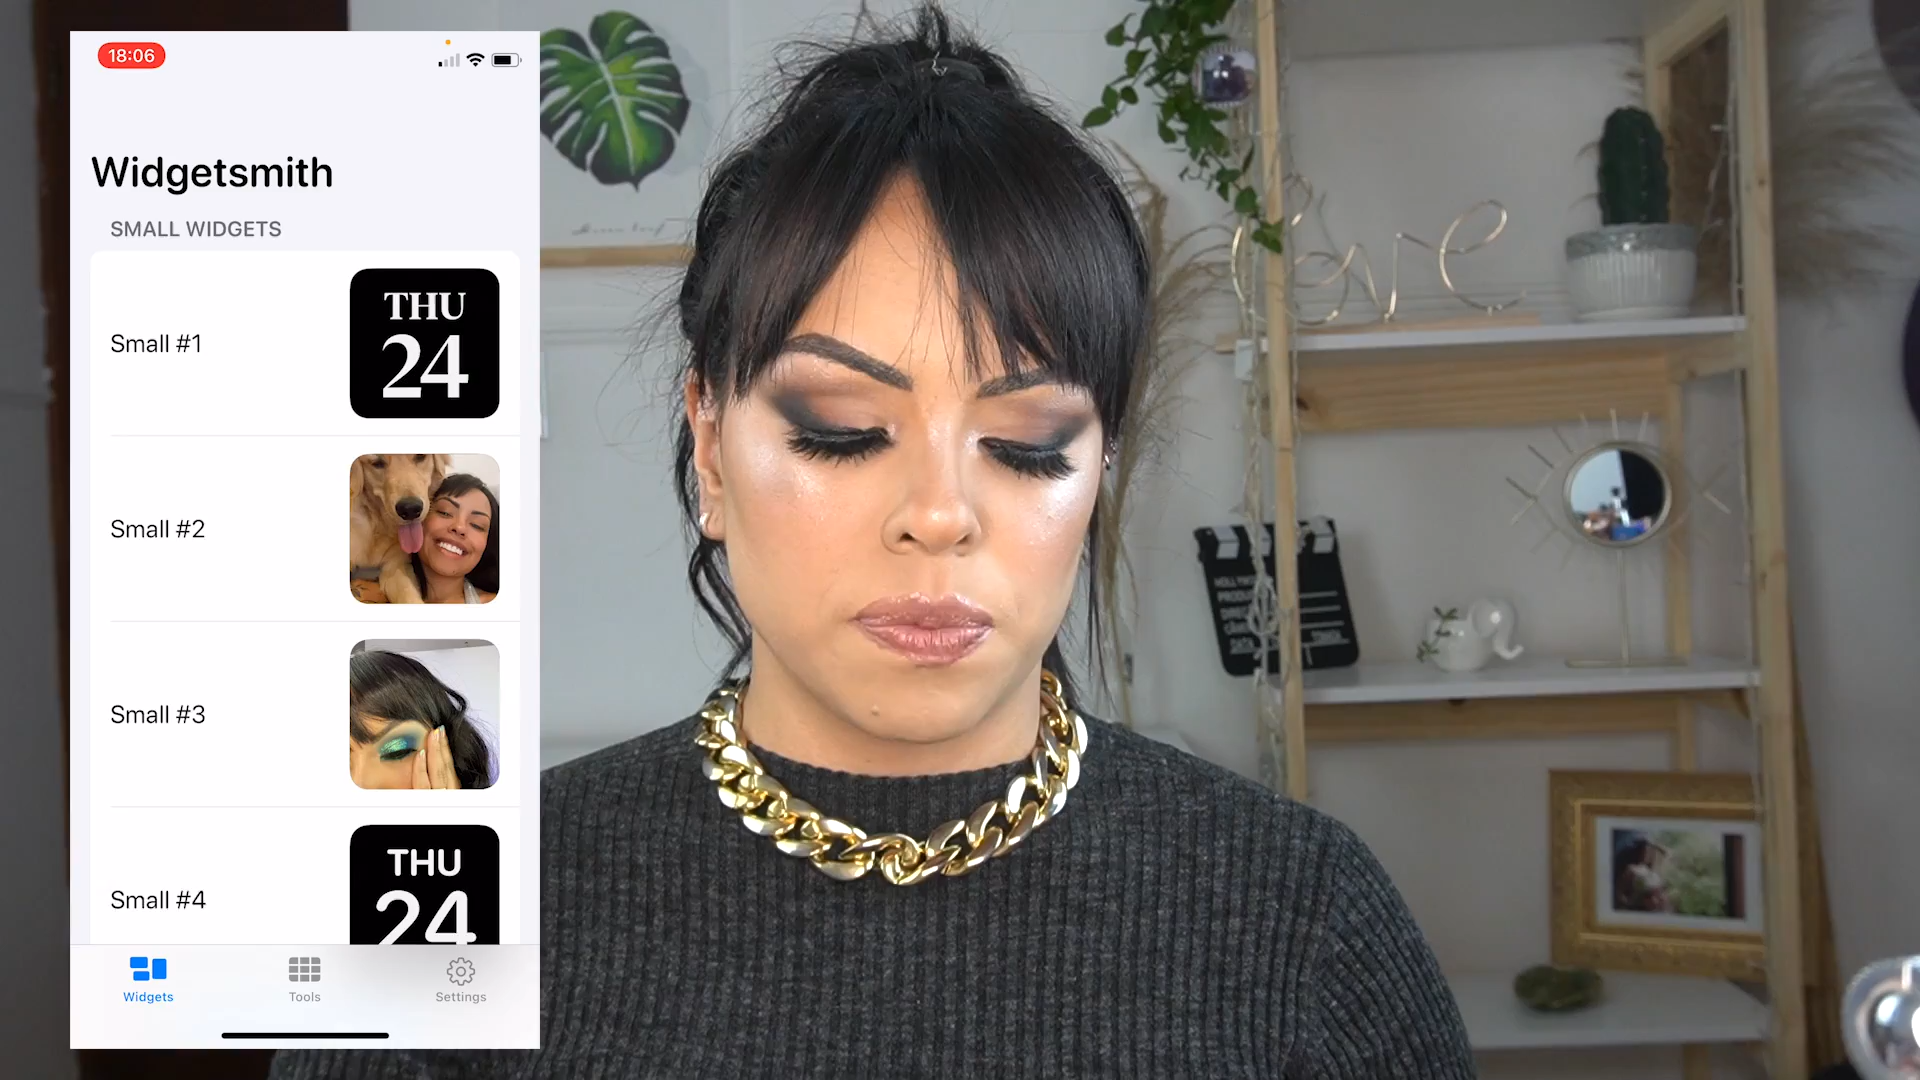 18:06
Widgetsmith
SMALL WIDGETS
Small #1
THU
24
Small #2
Small #3
Small #4
THU
24
Widgets
Tools
Settings
love